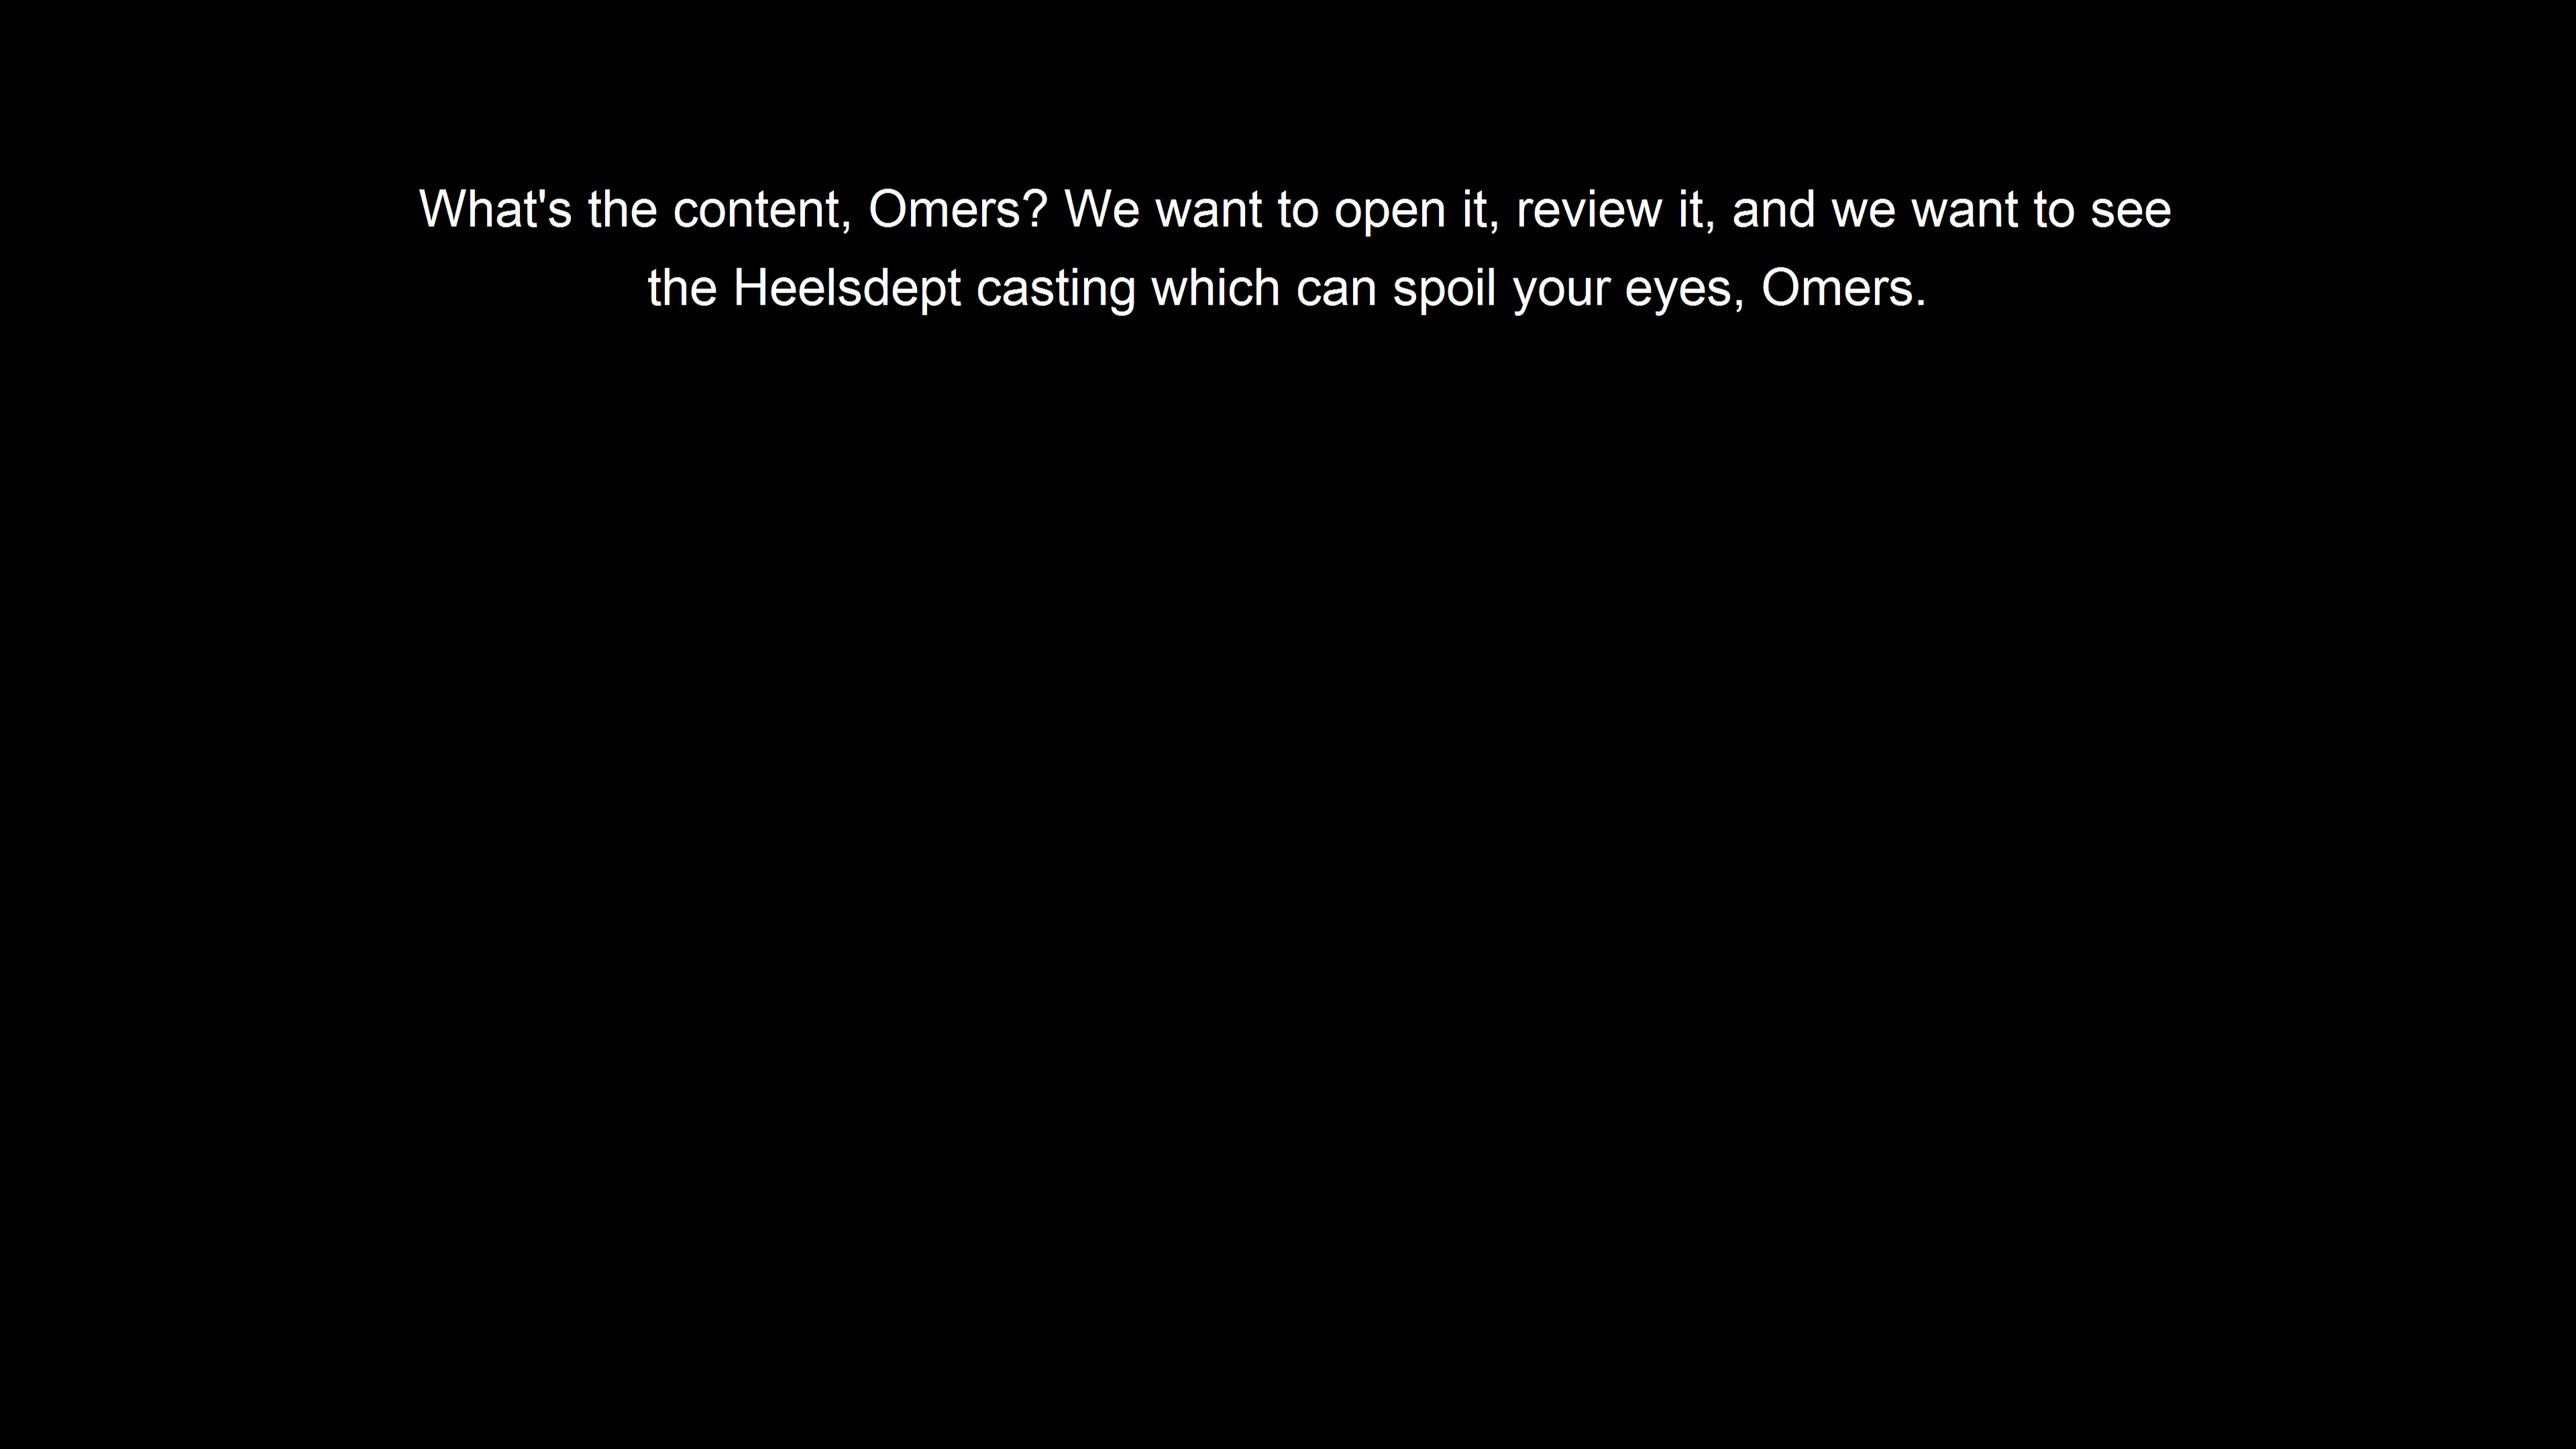 What's the content, Omers? We want to open it, review it, and we want to see
the Heelsdept casting which can spoil your eyes, Omers.